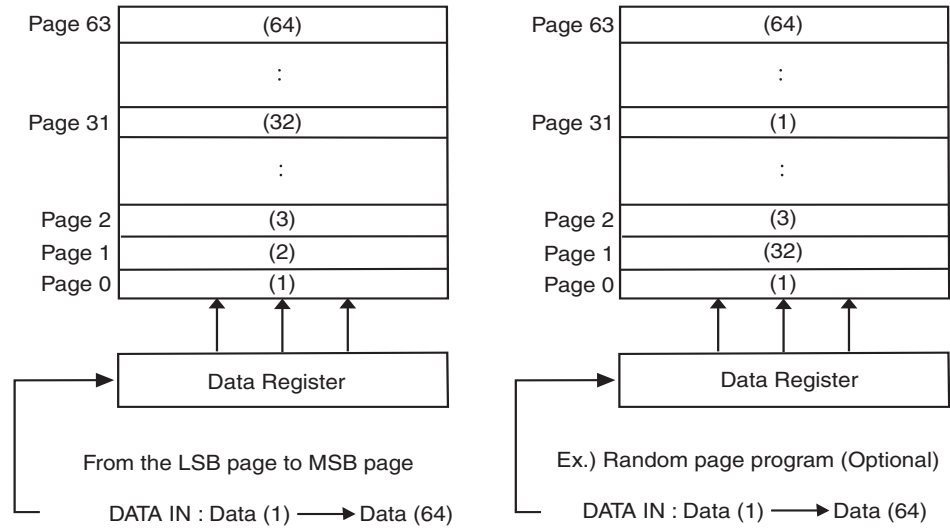 Page 63 (64)
:
Page 31 (32)
:
Page 2 (3)
Page 1 (2)
Page 0 (1)
Data Register
From the LSB page to MSB page
DATA IN : Data (1) Data (64)
Page 63 (64)
:
Page 31 (1)
:
Page 2 (3)
Page 1 (32)
Page 0 (1)
Data Register
Ex.) Random page program (Optional)
DATA IN : Data (1) Data (64)